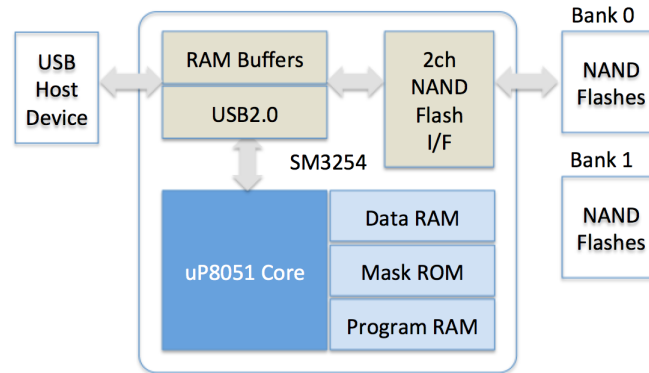 Bank 0
USB
Host
Device
RAM Buffers
USB2.0
2ch
NAND
Flash
I/F
NAND
Flashes
SM3254
Bank 1
NAND
Flashes
uP8051 Core
Data RAM
Mask ROM
Program RAM